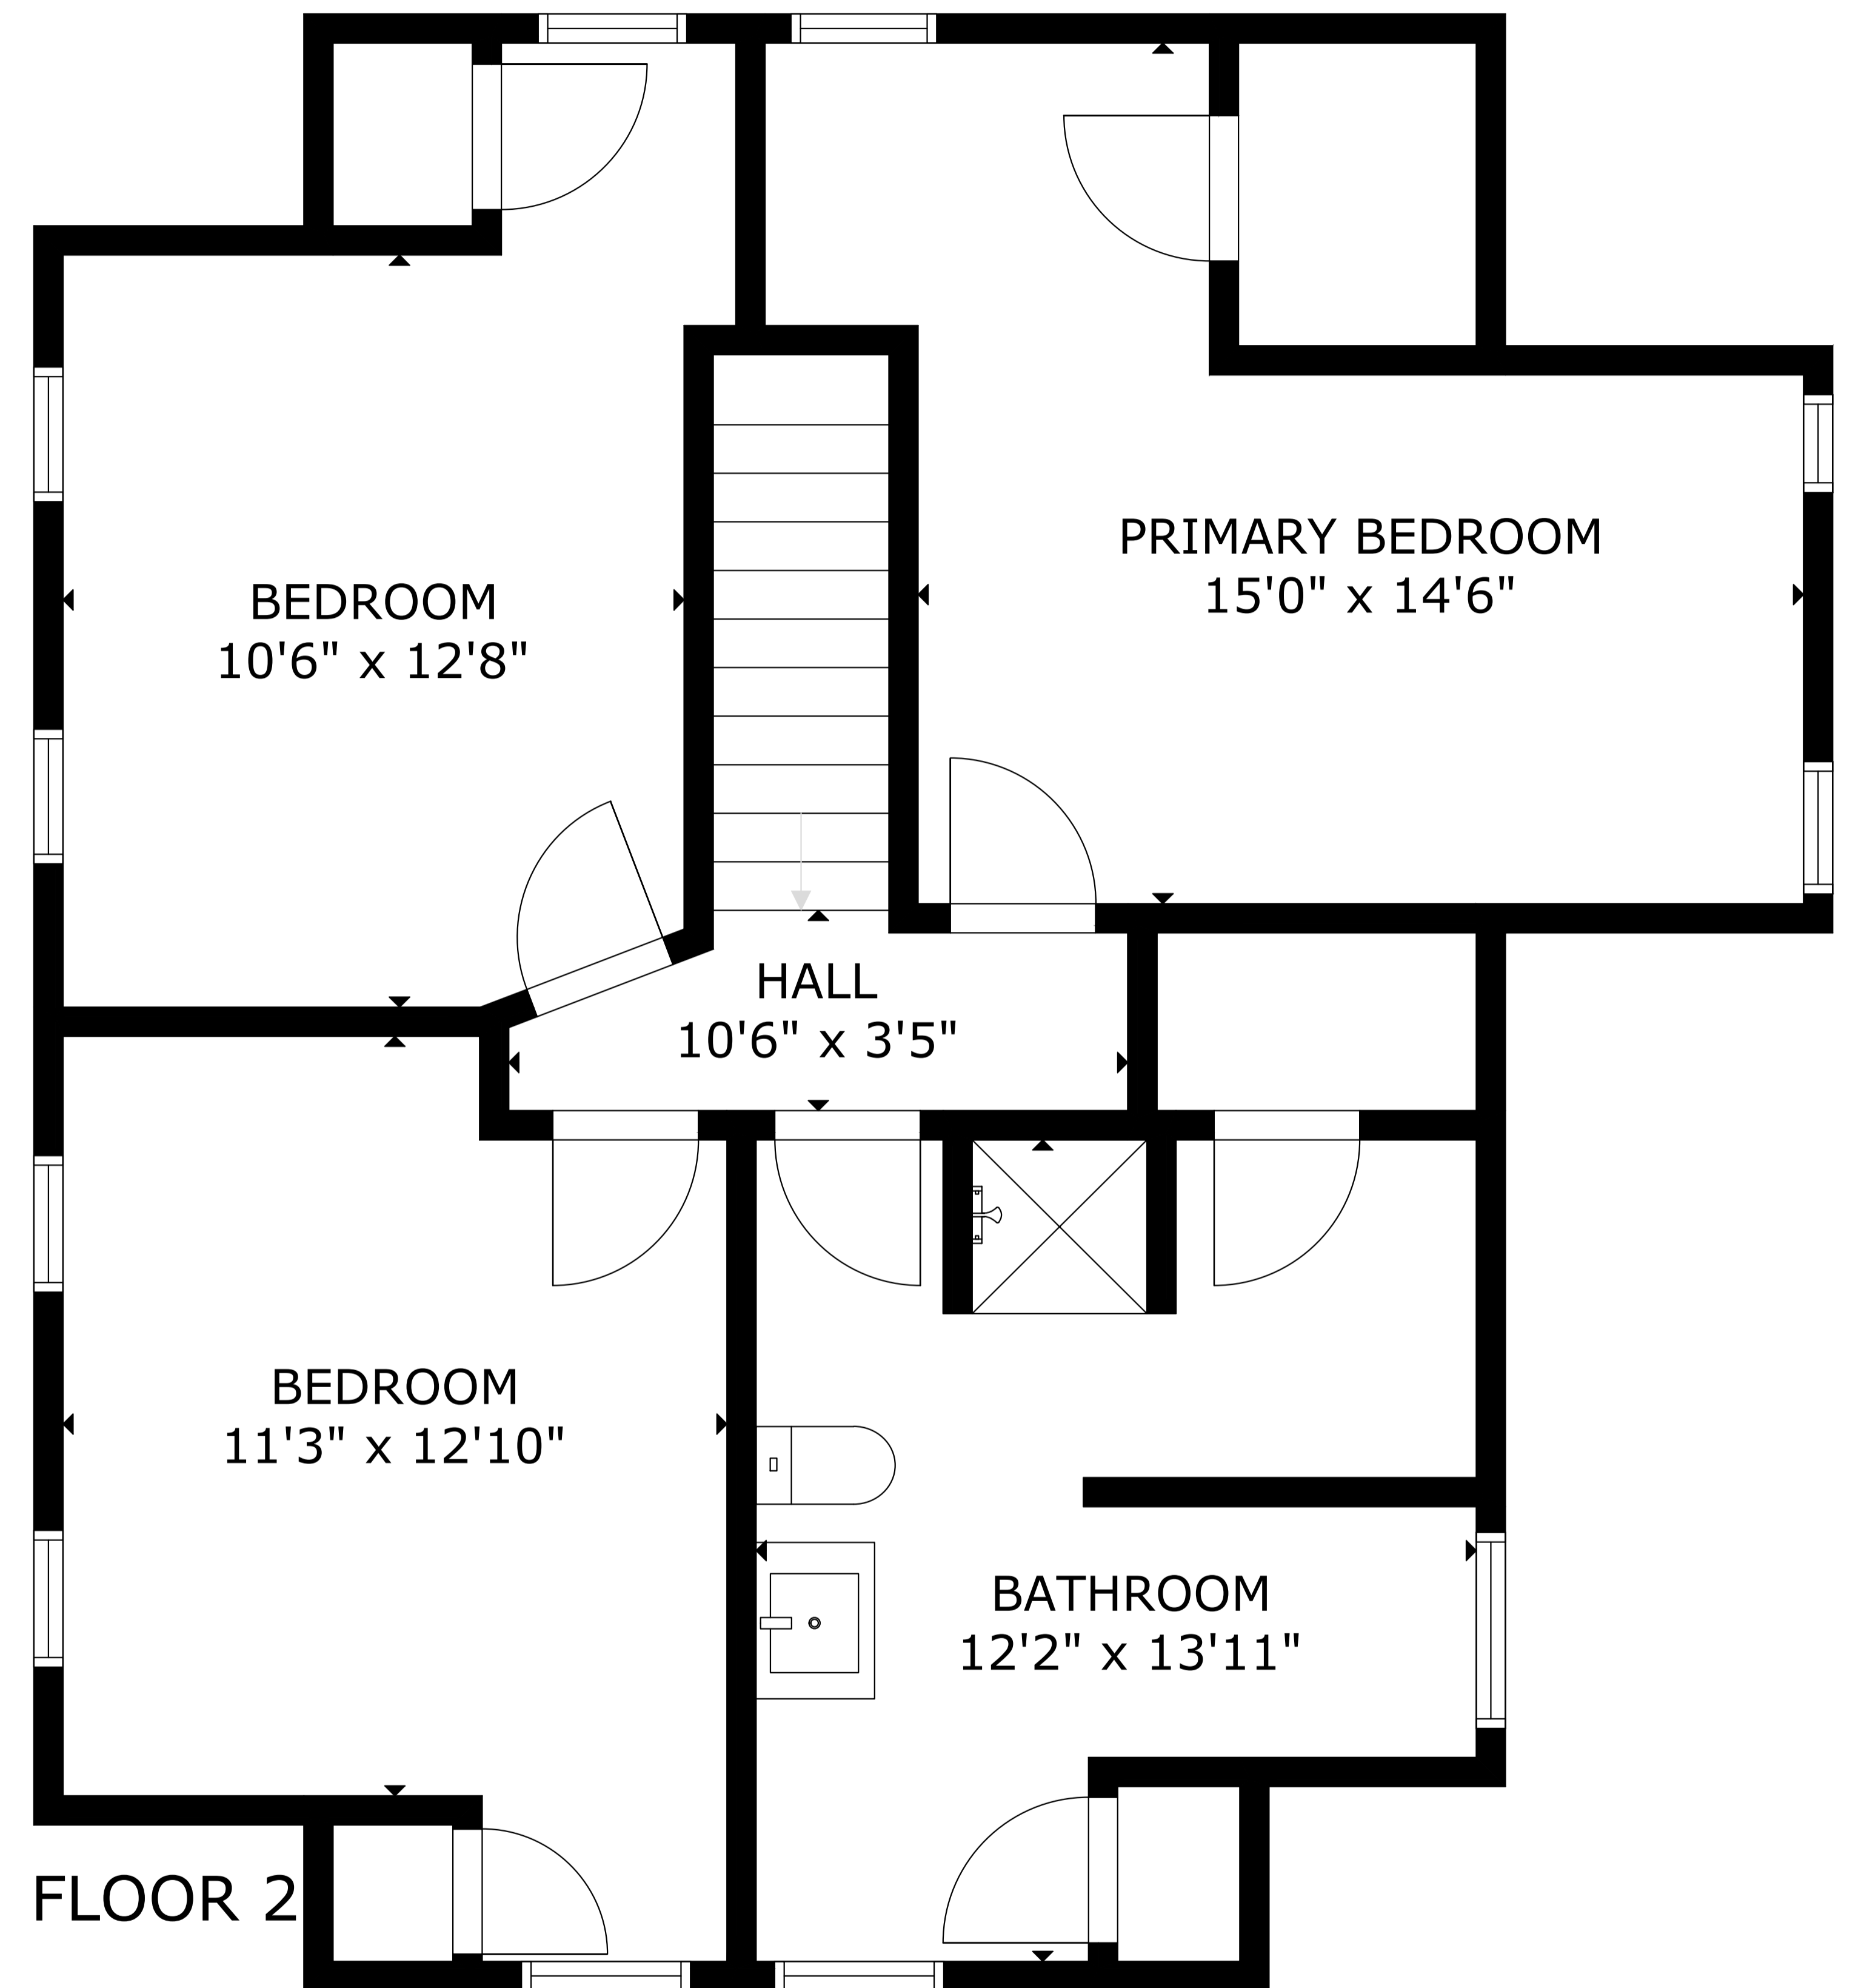 PRIMARY BEDROOM
15'0" x 14'6"
BEDROOM
10'6" x 12'8"
HALL
10'6" x 3'5"
BEDROOM
11'3" x 12'10"
BATHROOM
12'2" x 13'11"
FLOOR 2